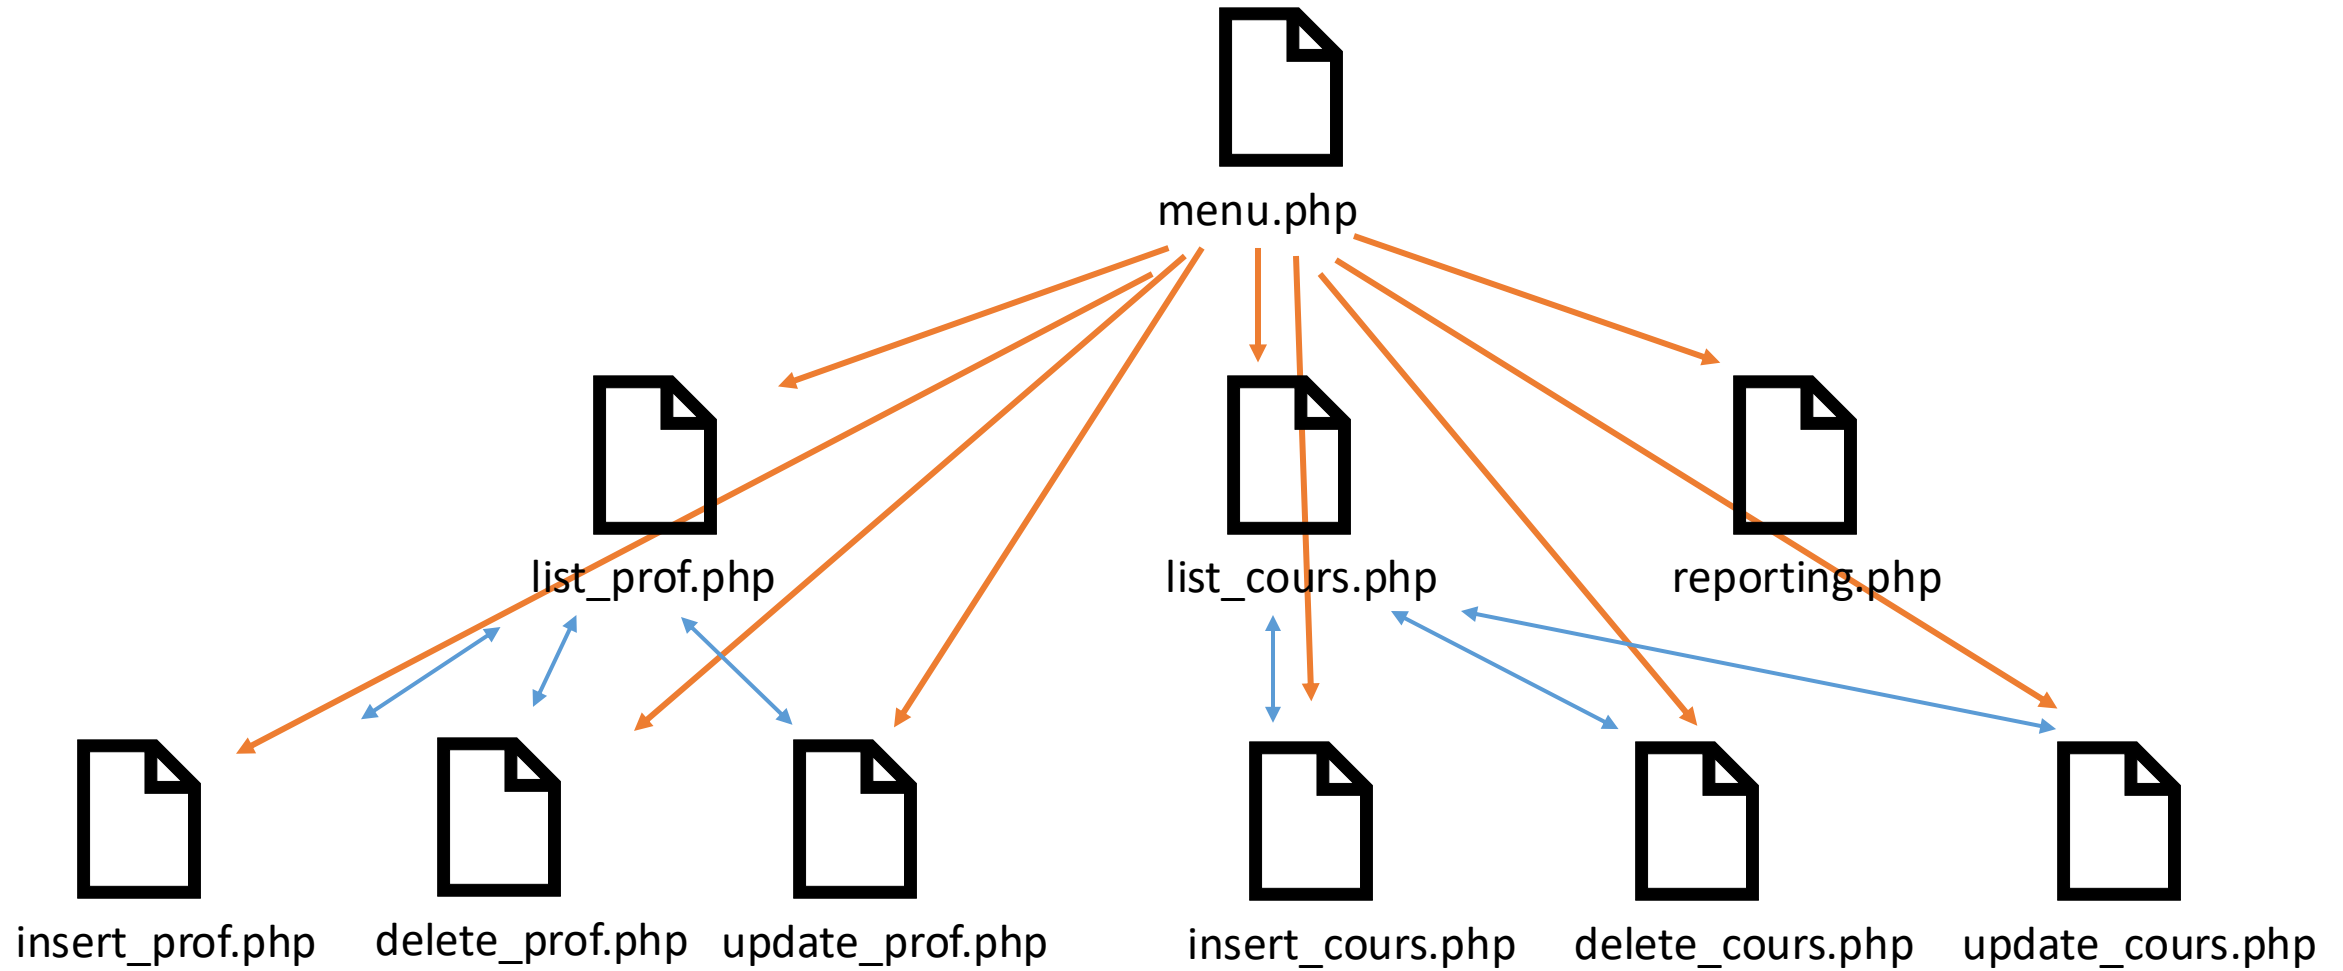 menu.php
list_prof.php
list_cours.php
reporting.php
insert_prof.php
delete_prof.php
update_prof.php
insert_cours.php
delete_cours.php
update_cours.php